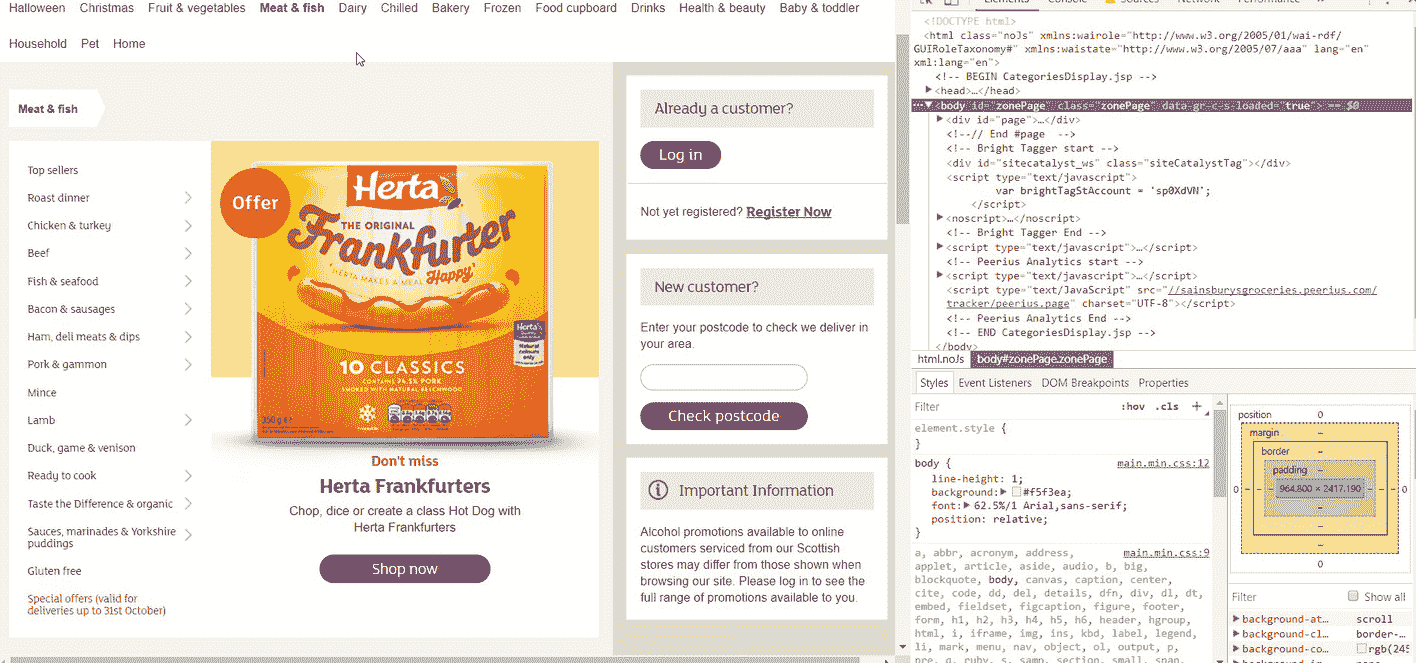 Halloween Christmas Fruit & vegetables Meat & fish Dairy Chilled Bakery Frozen Food cupboard Drinks Health & beauty Baby & toddler
Household Pet Home
Meat & fish
Top sellers
Roast dinner
Chicken & turkey
Beef
Fish & seafood
Bacon & sausages
Ham, deli meats & dips
Pork & gammon
Mince
Lamb
Duck, game & venison
Ready to cook
Taste the Difference & organic
Sauces, marinades & Yorkshire
puddings
Gluten free
Special offers (valid for
deliveries up to 31st October)
Offer
Herta
THE ORIGINAL
Frankfurter
HERTA MAKES A MEAL Happy
Herta
Natural
colours
only
10 CLASSICS
CONTAINS 74.5% PORK
SMOKED WITH NATURAL BEECHWOOD
350 g e
Don't miss
Herta Frankfurters
Chop, dice or create a class Hot Dog with
Herta Frankfurters
Shop now
Already a customer?
Log in
Not yet registered? Register Now
New customer?
Enter your postcode to check we deliver in
your area.
Check postcode
Important Information
Alcohol promotions available to online
customers serviced from our Scottish
stores may differ from those shown when
browsing our site. Please log in to see the
full range of promotions available to you.
<!DOCTYPE html>
<html class="noJs" xmlns:wairole="http://www.w3.org/2005/01/wai-rdf/
GUIRoleTaxonomy#" xmlns:waistate="http://www.w3.org/2005/07/aaa" lang="en"
xml:lang="en">
<!-- BEGIN CategoriesDisplay.jsp -->
<head>…</head>
<body id="zonePage" class="zonePage" data-gr-c-s-loaded="true"> == $0
<div id="page">…</div>
<!--// End #page -->
<!-- Bright Tagger start -->
<div id="sitecatalyst_ws" class="siteCatalystTag"></div>
<script type="text/javascript">
var brightTagStAccount = 'sp0XdVN';
</script>
<noscript>…</noscript>
<!-- Bright Tagger End -->
<script type="text/javascript">…</script>
<!-- Peerius Analytics start -->
<script type="text/javascript">…</script>
<script type="text/JavaScript" src="//sainsburysgroceries.peerius.com/
tracker/peerius.page" charset="UTF-8"></script>
<!-- Peerius Analytics End -->
<!-- END CategoriesDisplay.jsp -->
</body>
html.noJs body#zonePage.zonePage
Styles Event Listeners DOM Breakpoints Properties
Filter :hov .cls +
element.style {
}
body { main.min.css:12
line-height: 1;
background: #f5f3ea;
font: 62.5%/1 Arial,sans-serif;
position: relative;
}
a, abbr, acronym, address, main.min.css:9
applet, article, aside, audio, b, big,
blockquote, body, canvas, caption, center,
cite, code, dd, del, details, dfn, div, dl, dt,
embed, fieldset, figcaption, figure, footer,
form, h1, h2, h3, h4, h5, h6, header, hgroup,
html, i, iframe, img, ins, kbd, label, legend,
li, mark, menu, nav, object, ol, output, p,
pre, q, ruby, s, samp, section, small, span,
position 0
margin –
border –
padding –
0 – – – 964.800 × 2417.190 – – – 0
–
–
–
0
Filter Show all
background-at… scroll
background-cl… border-…
background-co… rgb(245